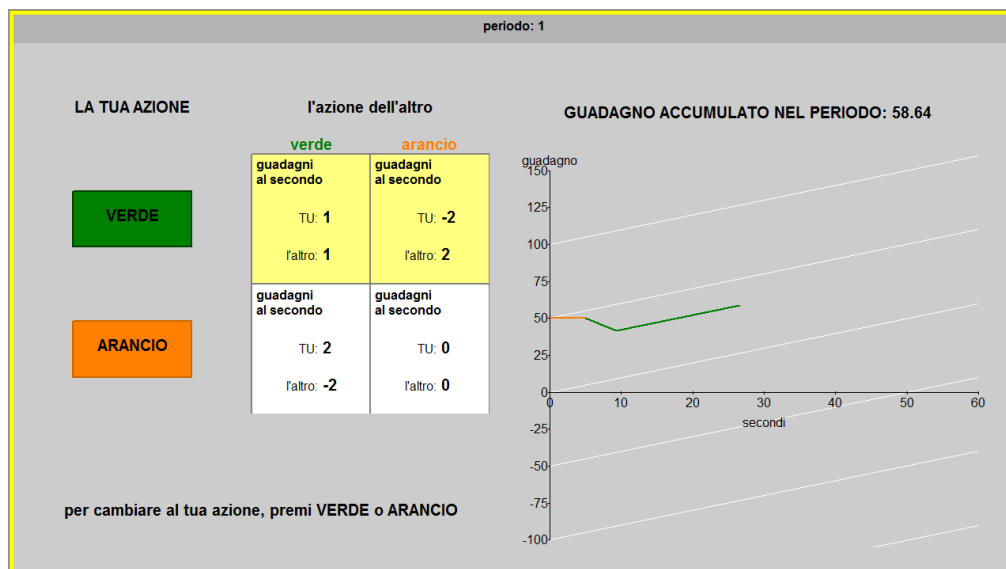 periodo: 1
LA TUA AZIONE
l'azione dell'altro
GUADAGNO ACCUMULATO NEL PERIODO: 58.64
verde
arancio
VERDE
guadagni
al secondo
TU: 1
l'altro: 1
guadagni
al secondo
TU: -2
l'altro: 2
ARANCIO
guadagni
al secondo
TU: 2
l'altro: -2
guadagni
al secondo
TU: 0
l'altro: 0
guadagno
150
125
100
75
50
25
0
-25
-50
-75
-100
0
10
20
30
40
50
60
secondi
per cambiare al tua azione, premi VERDE o ARANCIO